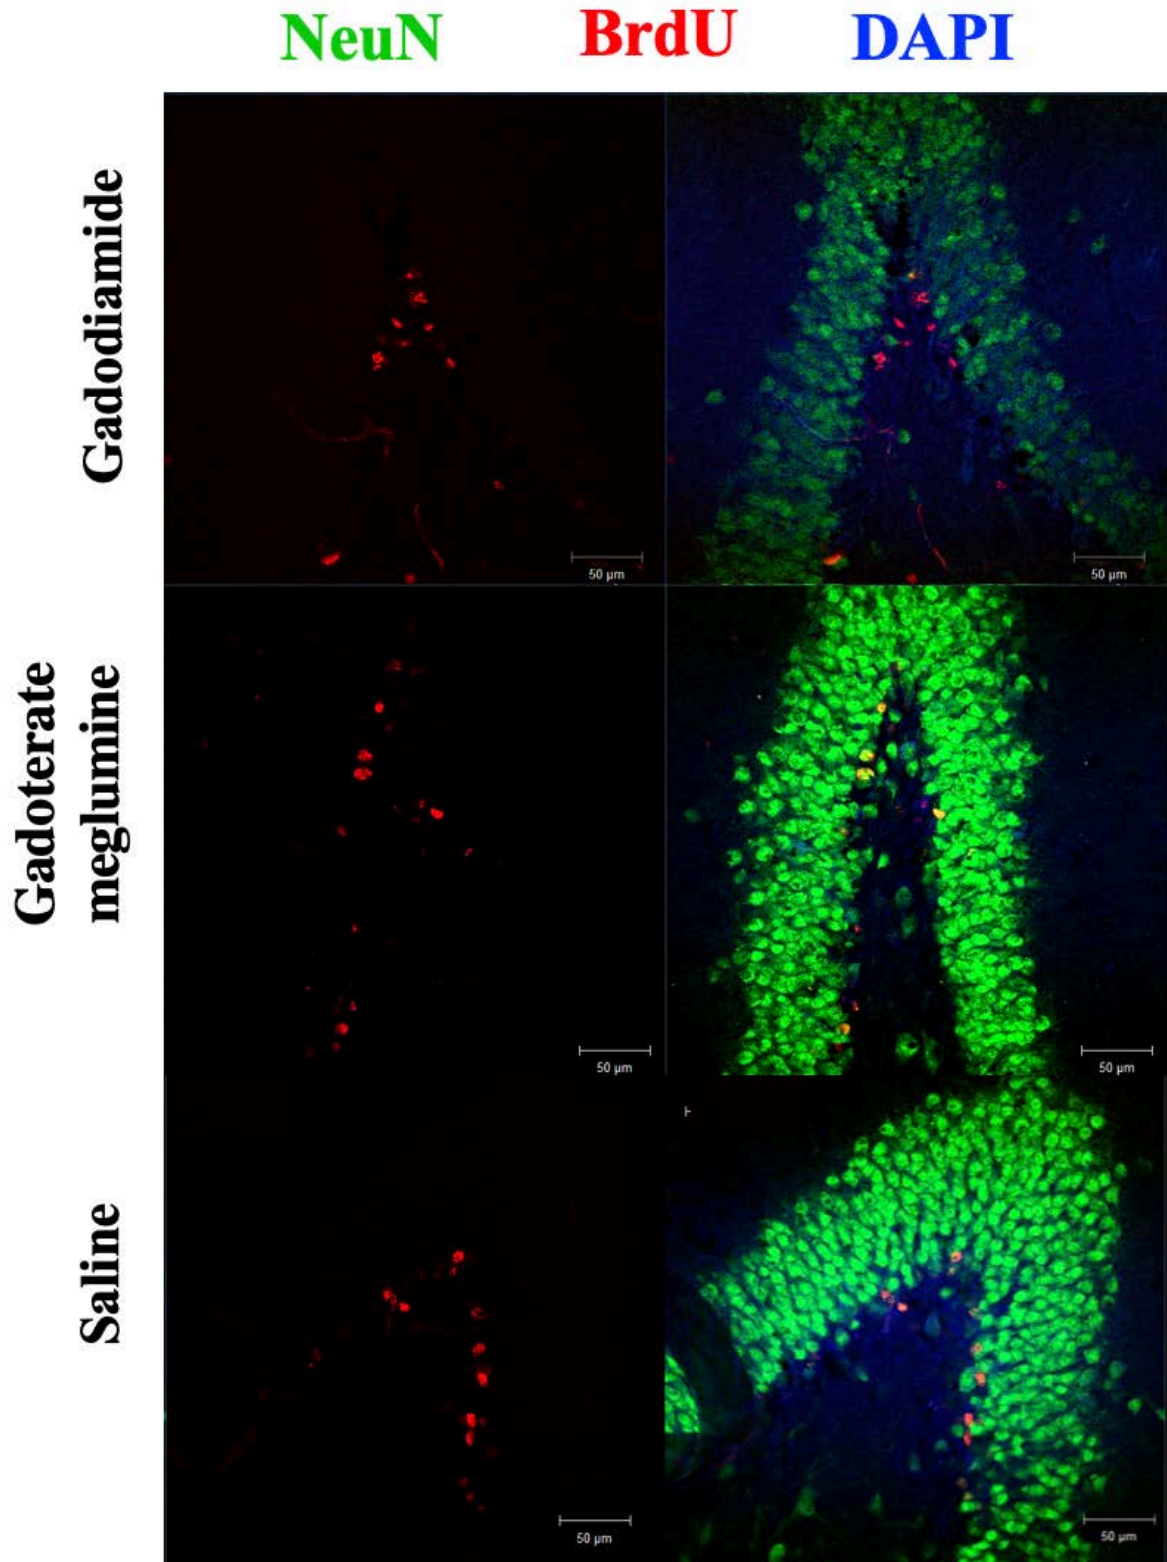 NeuN BrdU DAPI
Gadodiamide
50 µm
50 µm
Gadoterate
meglumine
50 µm
50 µm
Saline
50 µm
50 µm